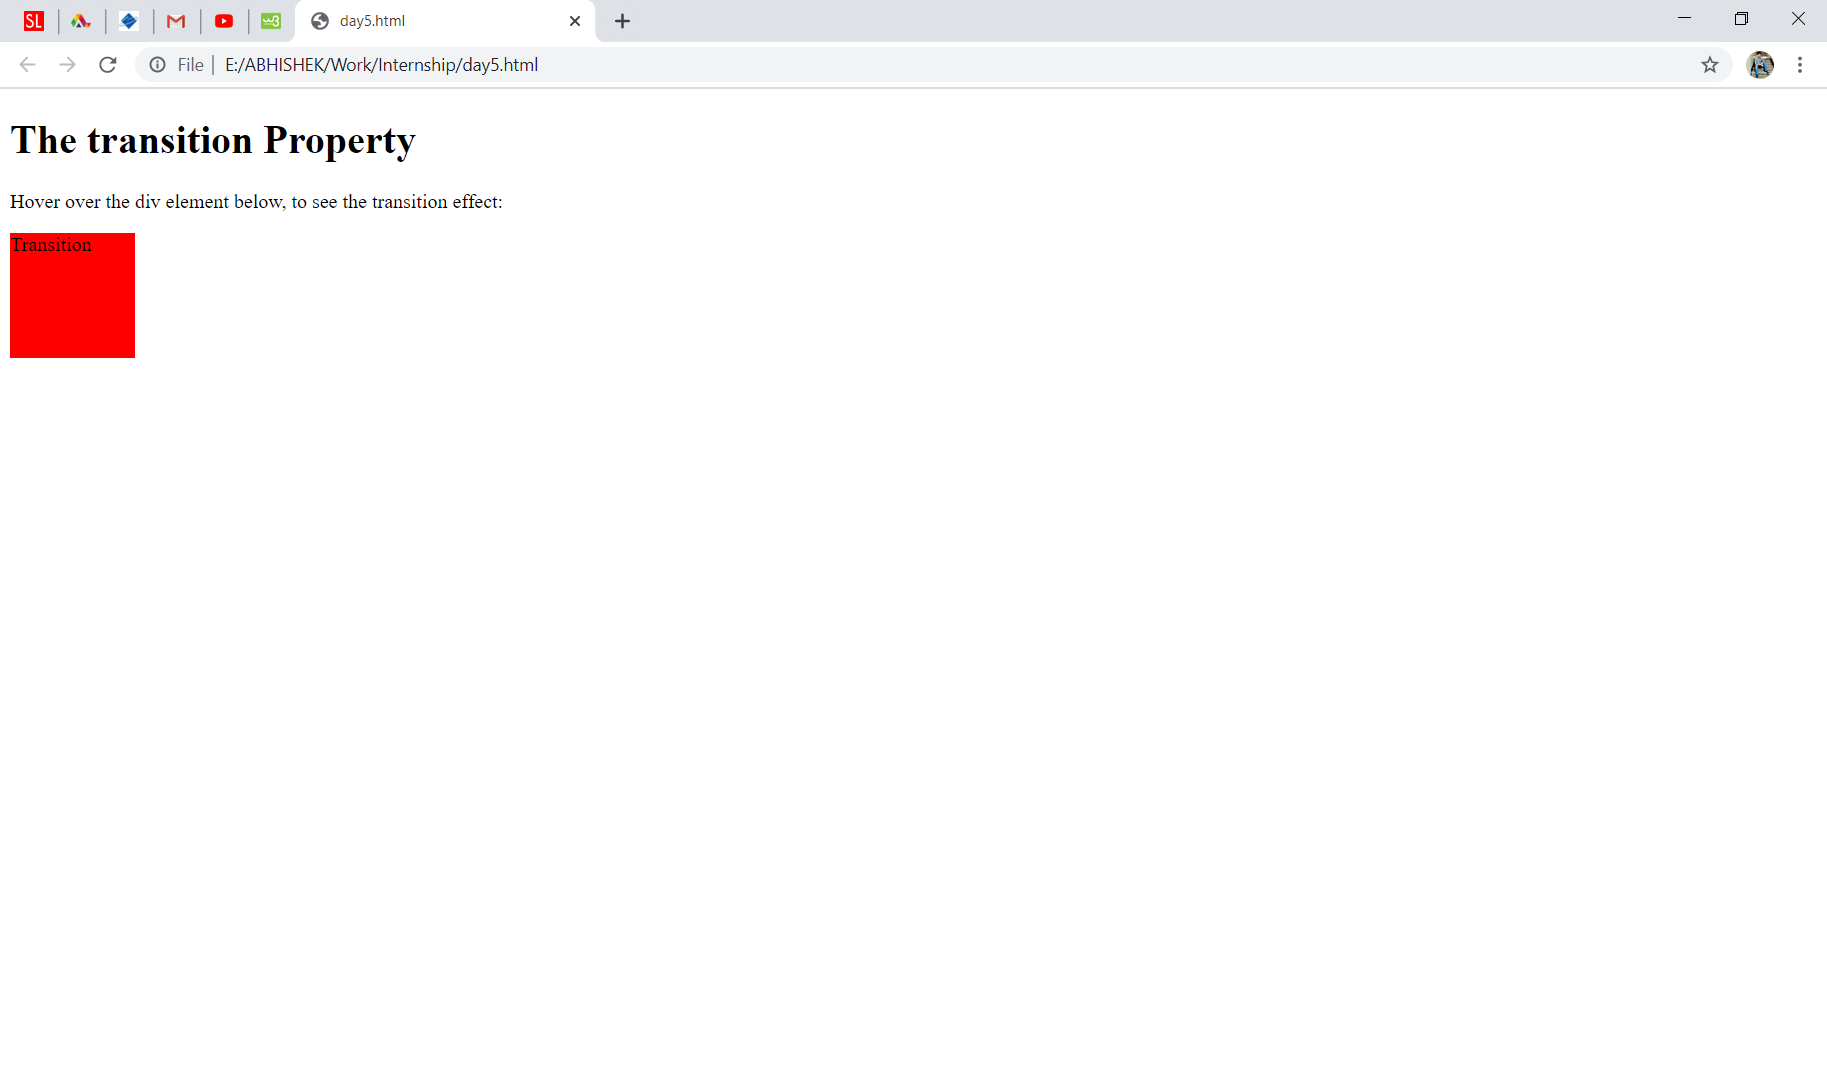 SL
w3
day5.html
File
E:/ABHISHEK/Work/Internship/day5.html
The transition Property
Hover over the div element below, to see the transition effect:
Transition